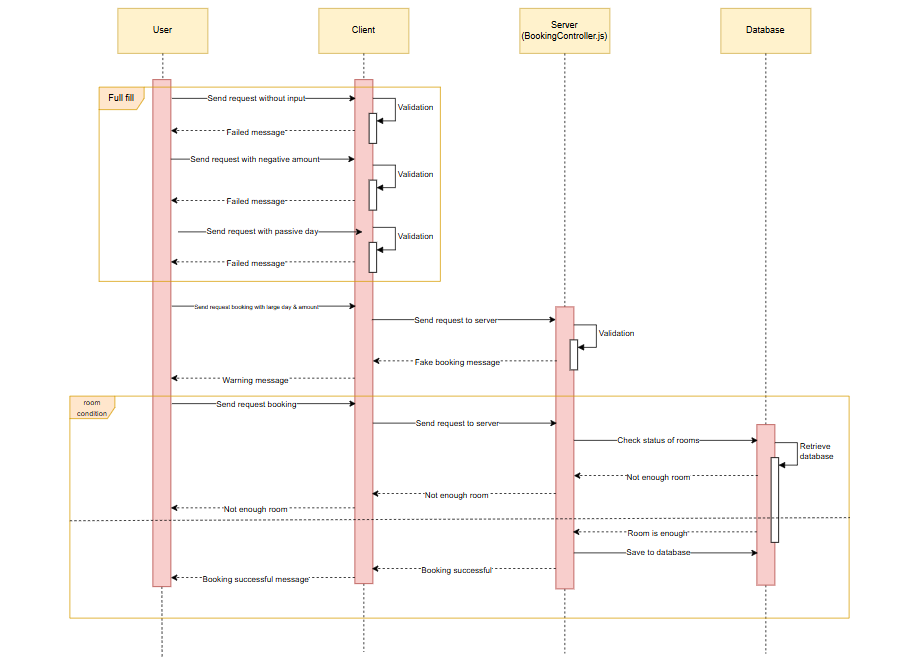 User
Client
Server
(BookingController.js)
Database
Full fill
Send request without input
Validation
Failed message
Send request with negative amount
Validation
Failed message
Send request with passive day
Validation
Failed message
Send request booking with large day & amount
Send request to server
Validation
Fake booking message
Warning message
room
condition
Send request booking
Send request to server
Check status of rooms
Retrieve
database
Not enough room
Not enough room
Not enough room
Room is enough
Save to database
Booking successful
Booking successful message